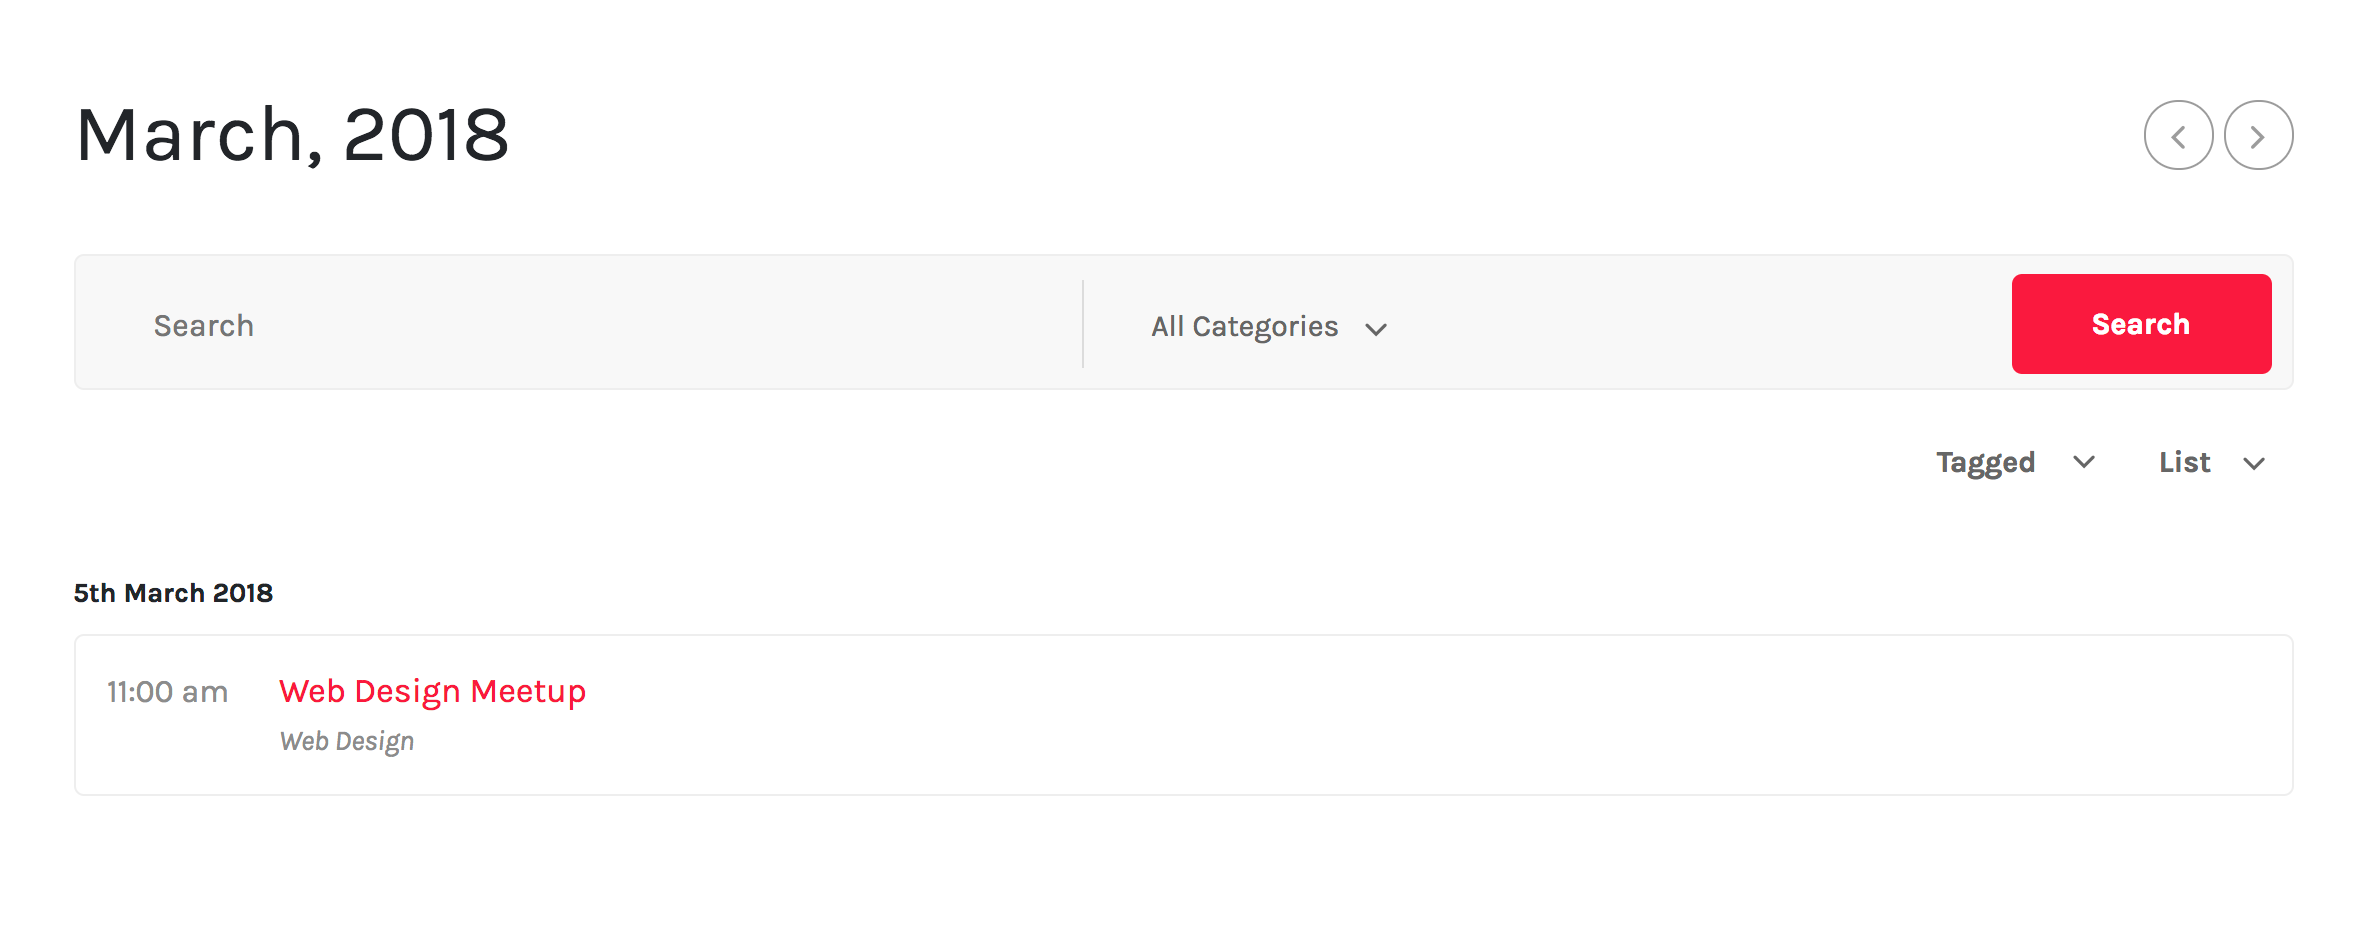 March, 2018
Search
All Categories
Search
Tagged
List
5th March 2018
11:00 am
Web Design Meetup
Web Design